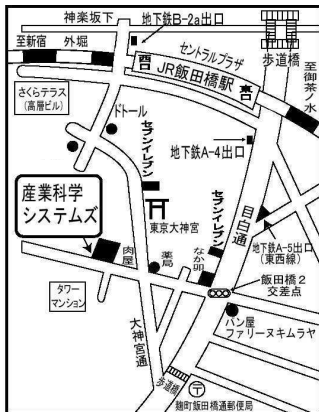 神楽坂下
地下鉄B-2a出口
至新宿
外堀
セントラルプラザ
西口
JR飯田橋駅
東口
歩道橋
至御茶ノ水
さくらテラス
(高層ビル)
ドトール
セブンイレブン
地下鉄A-4出口
産業科学
システムズ
東京大神宮
セブンイレブン
目白通
地下鉄A-5出口
(東西線)
肉屋
薬局
なか卯
飯田橋2
交差点
タワー
マンション
大神宮通
パン屋
ファリーヌキムラヤ
歩道橋
〒
麹町飯田橋通郵便局